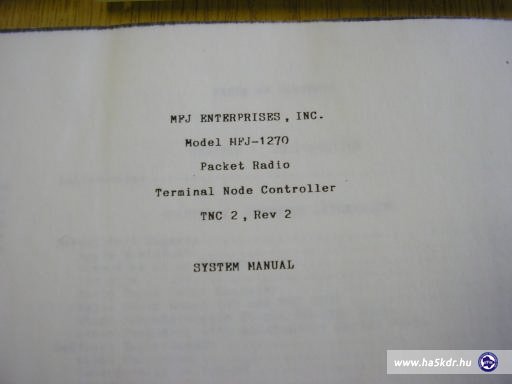 MFJ ENTERPRISES, INC.
Model MFJ-1270
Packet Radio
Terminal Node Controller
TNC 2, Rev 2
SYSTEM MANUAL
www.ha5kdr.hu